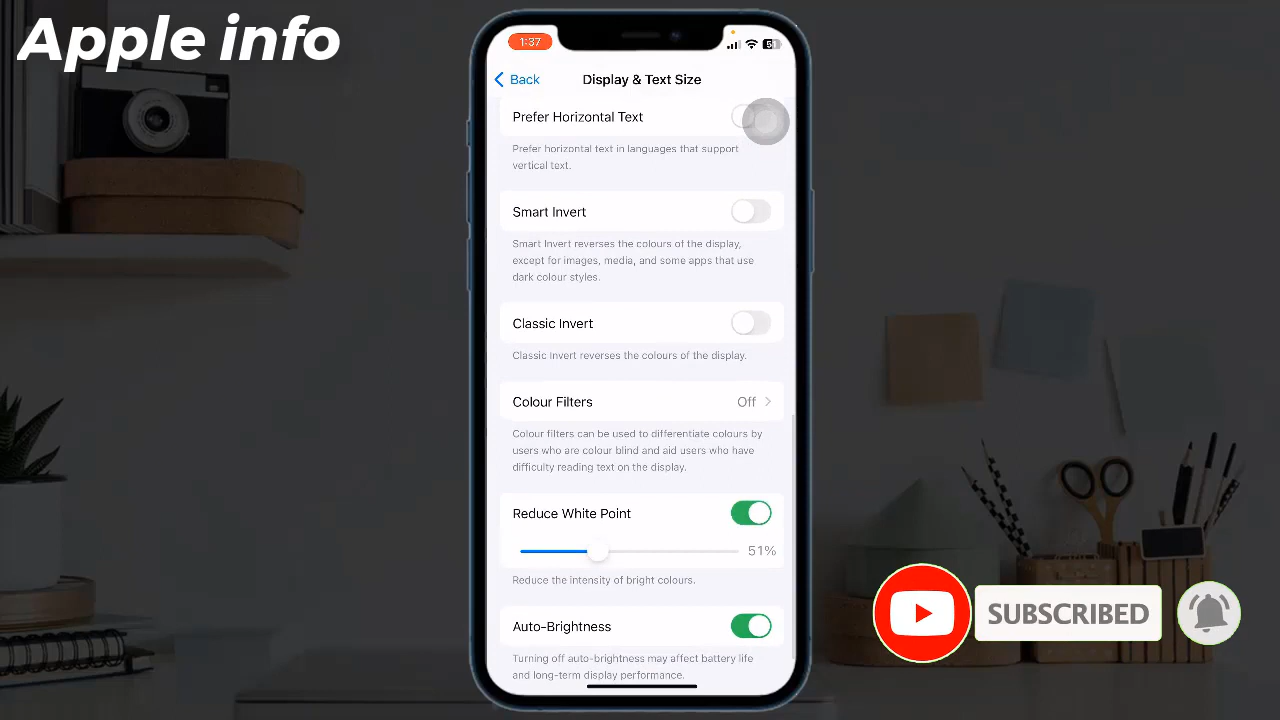 Apple info
1:37
Back
Display & Text Size
Prefer Horizontal Text
Prefer horizontal text in languages that support
vertical text.
Smart Invert
Smart Invert reverses the colours of the display,
except for images, media, and some apps that use
dark colour styles.
Classic Invert
Classic Invert reverses the colours of the display.
Colour Filters
Off
Colour filters can be used to differentiate colours by
users who are colour blind and aid users who have
difficulty reading text on the display.
Reduce White Point
51%
Reduce the intensity of bright colours.
Auto-Brightness
Turning off auto-brightness may affect battery life
and long-term display performance.
SUBSCRIBED